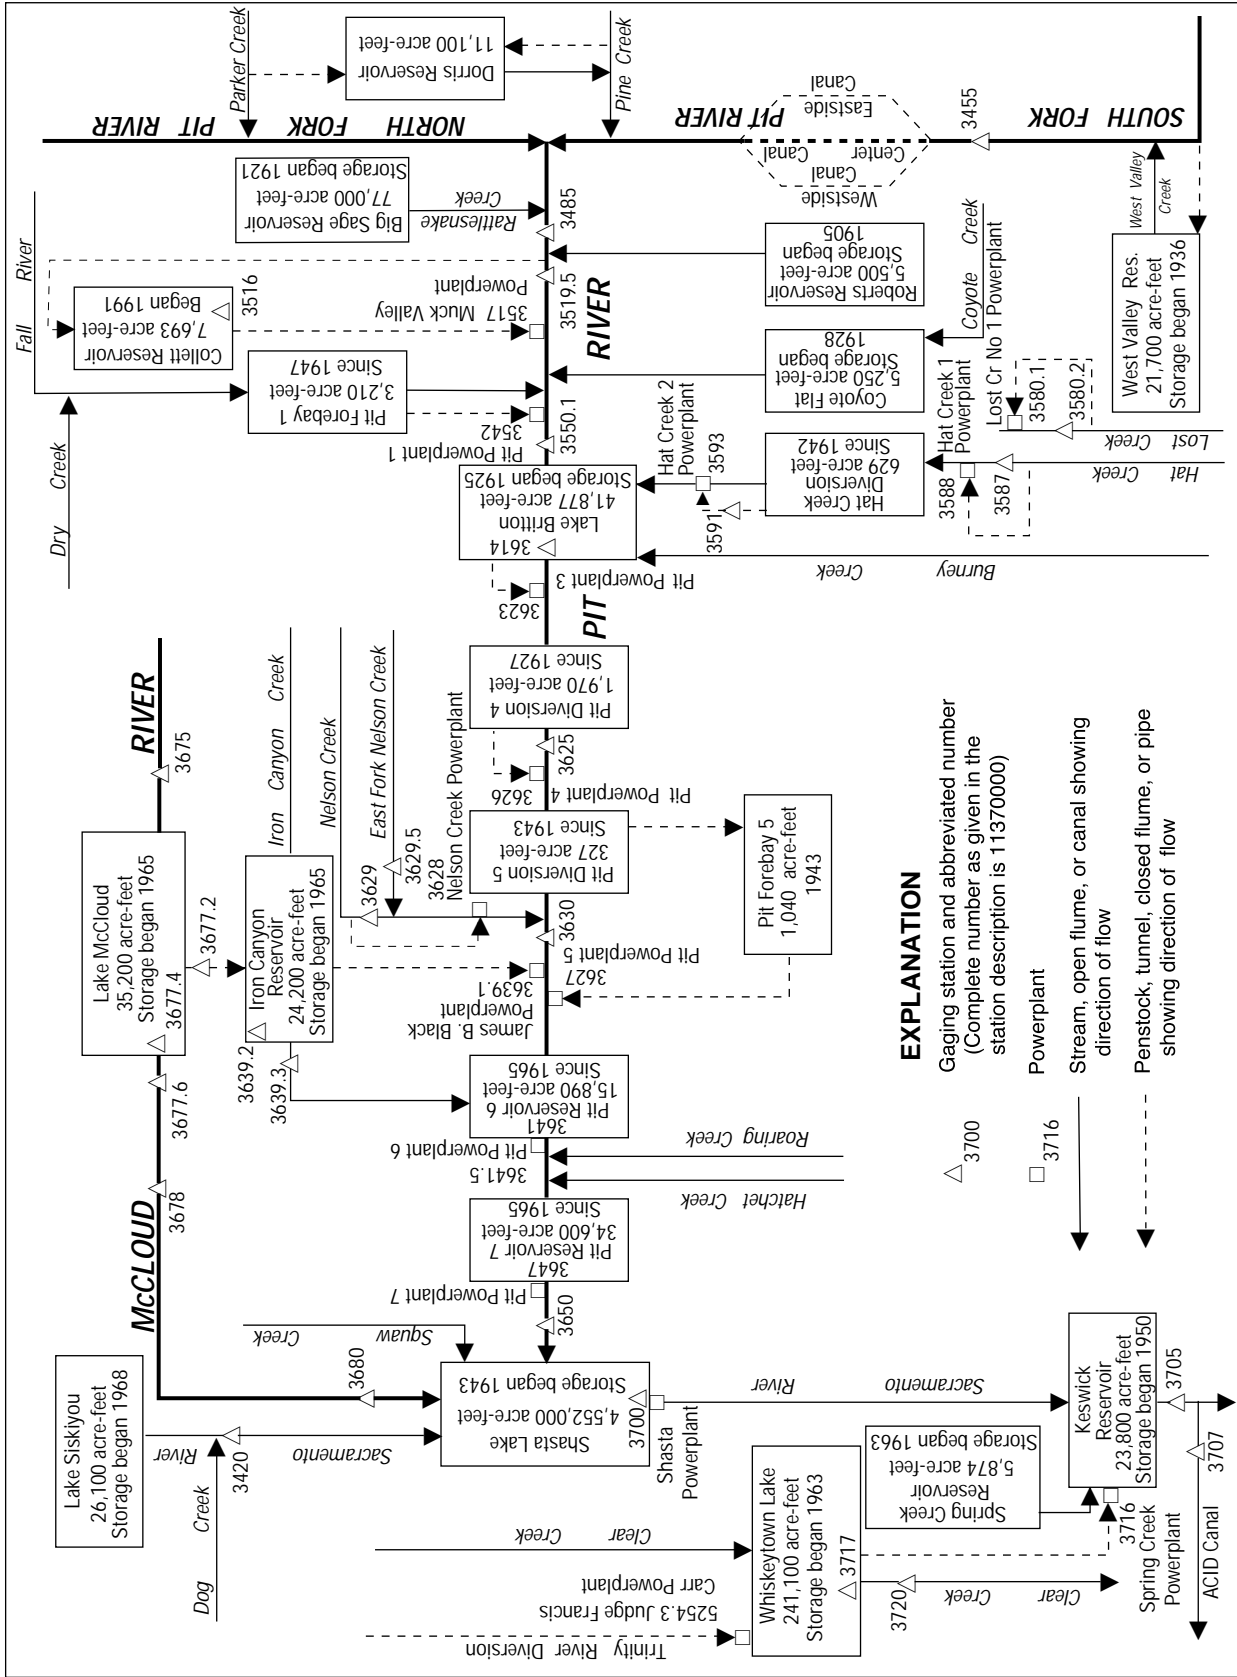 Parker Creek
Dorris Reservoir
11,100 acre-feet
Pine Creek
NORTH FORK PIT RIVER
SOUTH FORK
PIT RIVER
Eastside
Canal
Center
Canal
Westside
Canal
3455
West Valley
Creek
West Valley Res.
21,700 acre-feet
Storage began 1936
Big Sage Reservoir
77,000 acre-feet
Storage began 1921
Rattlesnake
Creek
3485
Roberts Reservoir
5,500 acre-feet
Storage began
1905
Fall River
Collett Reservoir
7,693 acre-feet
Began 1991
3516
3517 Muck Valley
Powerplant
3519.5
RIVER
Coyote Creek
Coyote Flat
5,250 acre-feet
Storage began
1928
Pit Forebay 1
3,210 acre-feet
Since 1947
3542
Pit Powerplant 1
3550.1
Dry Creek
Lost Cr No 1 Powerplant
3580.1
3580.2
Lost Creek
Hat Creek 1
Powerplant
3588
3587
Hat Creek
Hat Creek
Diversion
629 acre-feet
Since 1942
Hat Creek 2
Powerplant
3593
3591
Lake Britton
41,877 acre-feet
Storage began 1925
3614
Burney Creek
Pit Powerplant 3
3623
PIT
Pit Diversion 4
1,970 acre-feet
Since 1927
3625
3626
Pit Powerplant 4
Pit Diversion 5
327 acre-feet
Since 1943
Pit Forebay 5
1,040 acre-feet
1943
RIVER
3675
Iron Canyon Creek
Nelson Creek
East Fork Nelson Creek
3629
3629.5
3628
Nelson Creek Powerplant
3630
Pit Powerplant
5
3627
3639.1
James B. Black
Powerplant
Lake McCloud
35,200 acre-feet
Storage began 1965
3677.4
3677.2
Iron Canyon
Reservoir
24,200 acre-feet
Storage began 1965
3639.2
3639.3
3677.6
3678
McCLOUD
3641
Pit Reservoir 6
15,890 acre-feet
Since 1965
Pit Powerplant
6
3641.5
Roaring Creek
Hatchet Creek
3647
Pit Reservoir 7
34,600 acre-feet
Since 1965
Pit Powerplant 7
3650
Squaw Creek
3680
Lake Siskiyou
26,100 acre-feet
Storage began 1968
Dog Creek
3420
Sacramento River
Shasta Lake
4,552,000 acre-feet
Storage began 1943
3700
Shasta
Powerplant
Sacramento River
Keswick
Reservoir
23,800 acre-feet
Storage began 1950
3705
3707
ACID Canal
Spring Creek
Reservoir
5,874 acre-feet
Storage began 1963
3716
Spring Creek
Powerplant
Clear Creek
Whiskeytown Lake
241,100 acre-feet
Storage began 1963
3717
3720
Clear Creek
Trinity River Diversion
5254.3 Judge Francis
Carr Powerplant
EXPLANATION
3700
Gaging station and abbreviated number
(Complete number as given in the
station description is 11370000)
3716
Powerplant
Stream, open flume, or canal showing
direction of flow
Penstock, tunnel, closed flume, or pipe
showing direction of flow